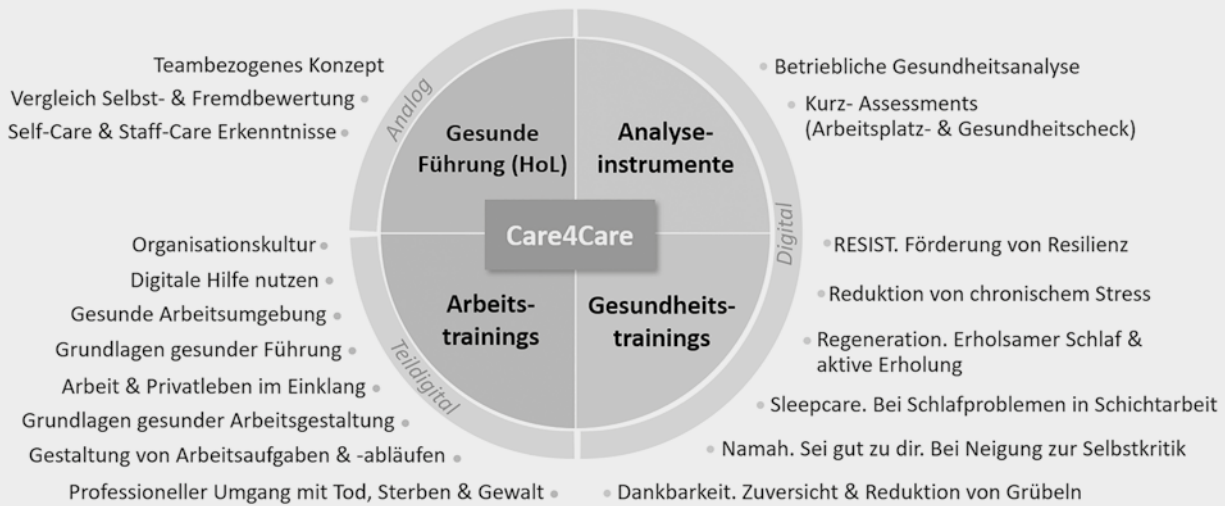 Teambezogenes Konzept
Vergleich Selbst- & Fremdbewertung
Self-Care & Staff-Care Erkenntnisse
Analog
Gesunde
Führung (HoL)
Analyse-
instrumente
Betriebliche Gesundheitsanalyse
Kurz- Assessments
(Arbeitsplatz- & Gesundheitscheck)
Care4Care
Digital
Organisationskultur
Digitale Hilfe nutzen
Gesunde Arbeitsumgebung
Grundlagen gesunder Führung
Arbeit & Privatleben im Einklang
Grundlagen gesunder Arbeitsgestaltung
Gestaltung von Arbeitsaufgaben & -abläufen
Professioneller Umgang mit Tod, Sterben & Gewalt
Teildigital
Arbeits-
trainings
Gesundheits-
trainings
RESIST. Förderung von Resilienz
Reduktion von chronischem Stress
Regeneration. Erholsamer Schlaf &
aktive Erholung
Sleepcare. Bei Schlafproblemen in Schichtarbeit
Namah. Sei gut zu dir. Bei Neigung zur Selbstkritik
Dankbarkeit. Zuversicht & Reduktion von Grübeln